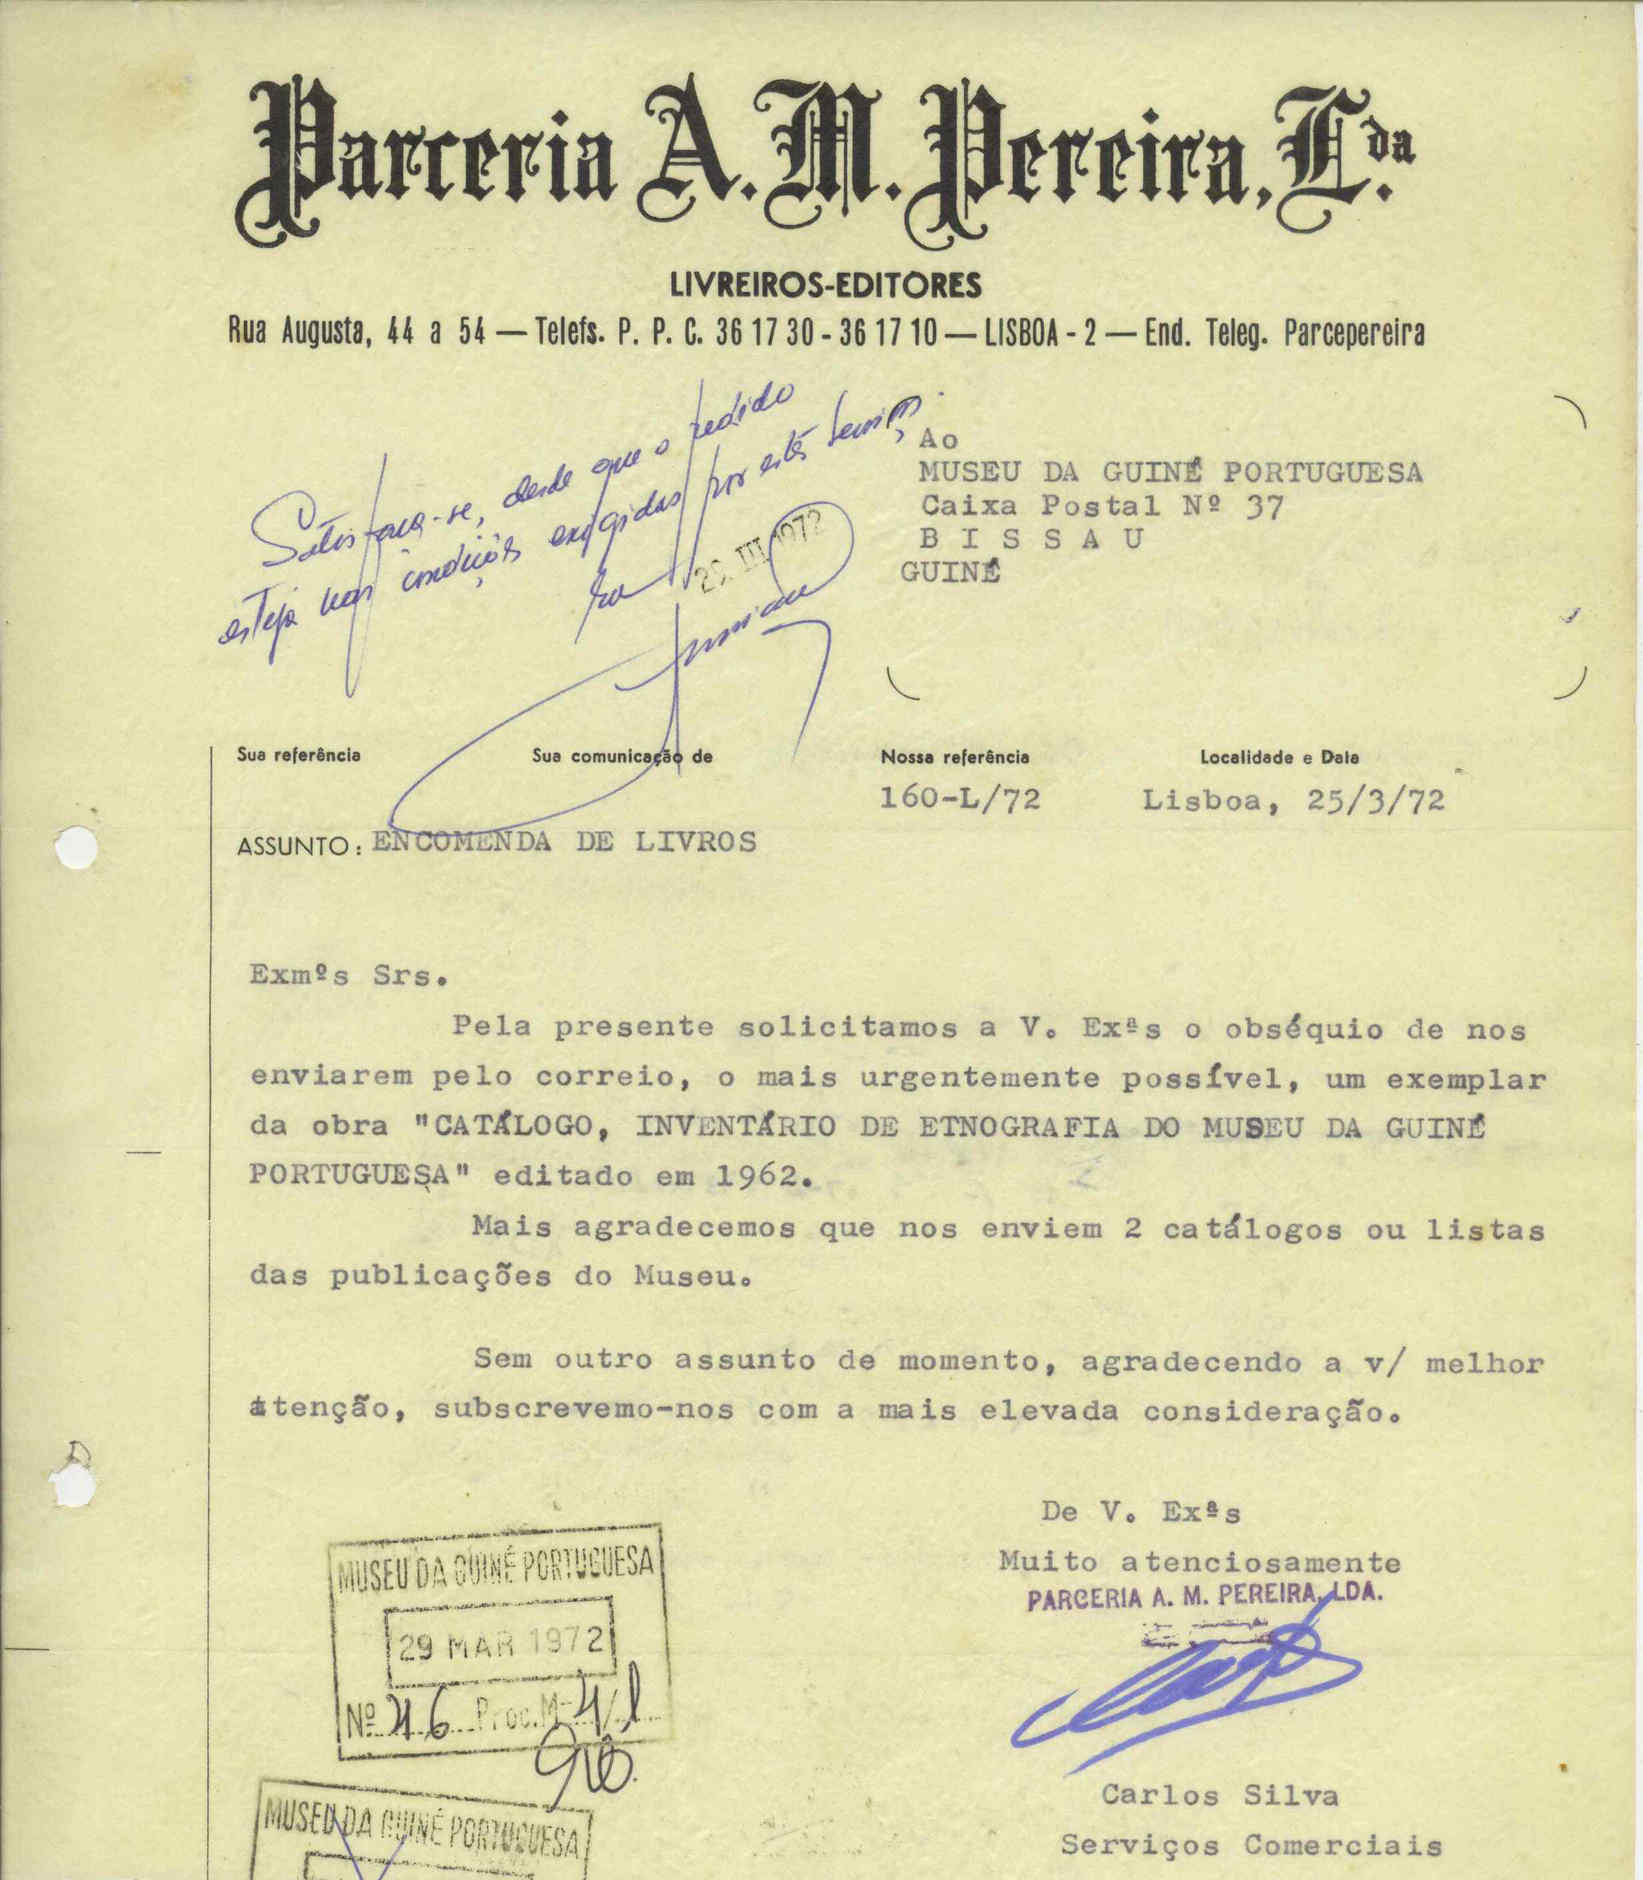 Parceria A. M. Pereira, L.da
LIVREIROS-EDITORES
Rua Augusta, 44 a 54 — Telefs. P. P. C. 36 17 30 - 36 17 10 — LISBOA - 2 — End. Teleg. Parcepereira
Satisfaça-se, desde que o pedido
esteja nas condições exigidas por estes serviços.
29 III 1972
Ao
MUSEU DA GUINÉ PORTUGUESA
Caixa Postal Nº 37
B I S S A U
GUINÉ
Sua referência Sua comunicação de Nossa referência Localidade e Data
160-L/72 Lisboa, 25/3/72
ASSUNTO: ENCOMENDA DE LIVROS
Exmºs Srs.
Pela presente solicitamos a V. Exªs o obséquio de nos
enviarem pelo correio, o mais urgentemente possível, um exemplar
da obra "CATÁLOGO, INVENTÁRIO DE ETNOGRAFIA DO MUSEU DA GUINÉ
PORTUGUESA" editado em 1962.
Mais agradecemos que nos enviem 2 catálogos ou listas
das publicações do Museu.
Sem outro assunto de momento, agradecendo a v/ melhor
atenção, subscrevemo-nos com a mais elevada consideração.
De V. Exªs
Muito atenciosamente
PARCERIA A. M. PEREIRA, LDA.
Carlos Silva
Serviços Comerciais
MUSEU DA GUINÉ PORTUGUESA
29 MAR 1972
Nº 46 Proc. M-4/1
MUSEU DA GUINÉ PORTUGUESA